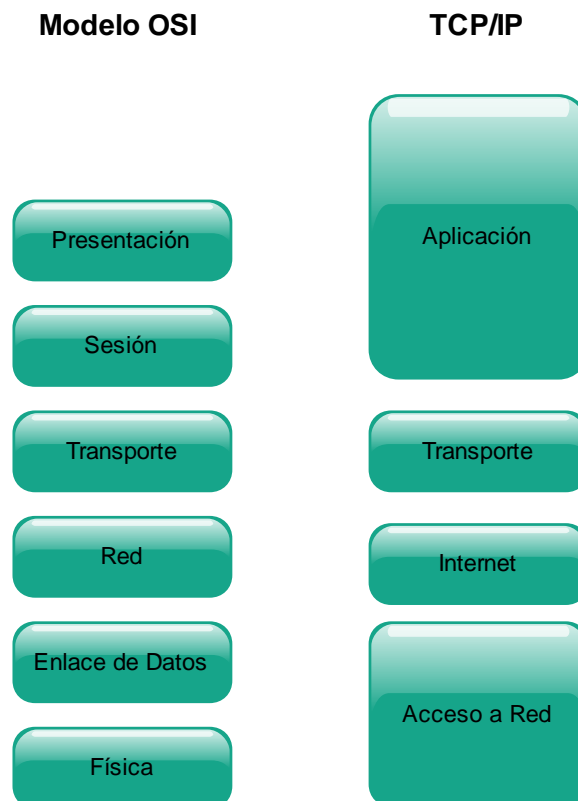 Modelo OSI
TCP/IP
Presentación
Sesión
Transporte
Red
Enlace de Datos
Física
Aplicación
Transporte
Internet
Acceso a Red